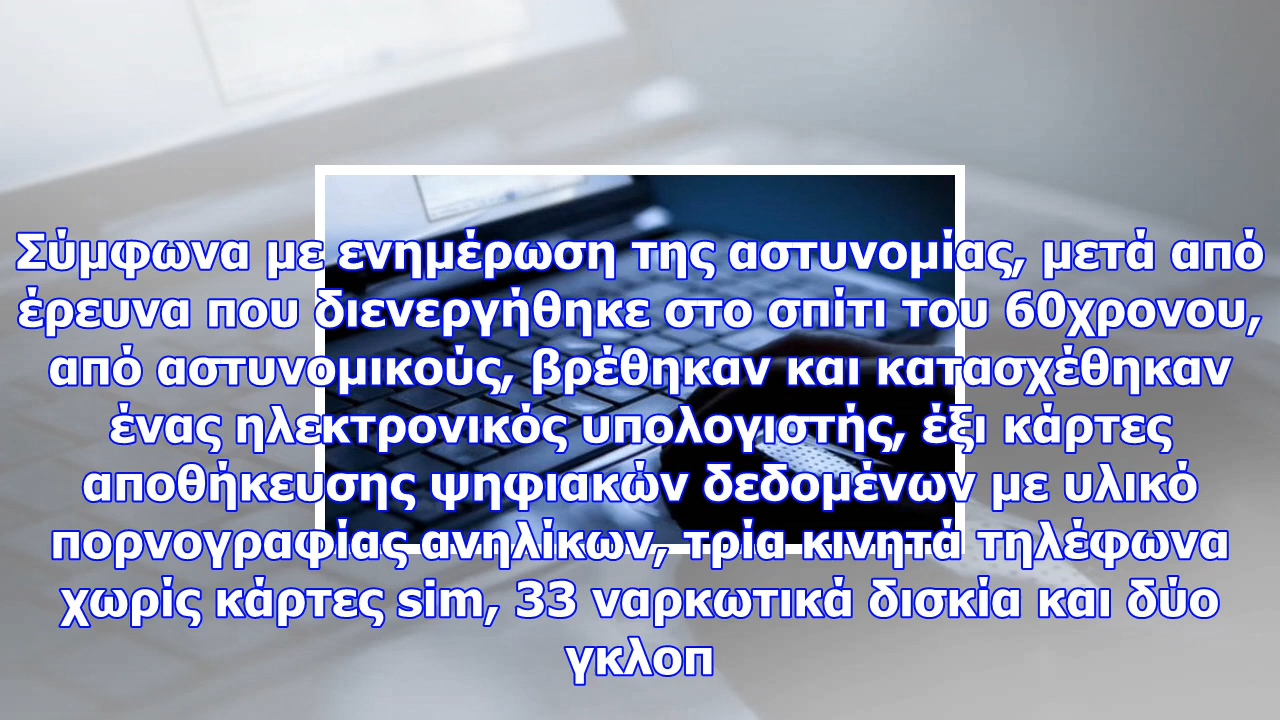 Σύμφωνα με ενημέρωση της αστυνομίας, μετά από
έρευνα που διενεργήθηκε στο σπίτι του 60χρονου,
από αστυνομικούς, βρέθηκαν και κατασχέθηκαν
ένας ηλεκτρονικός υπολογιστής, έξι κάρτες
αποθήκευσης ψηφιακών δεδομένων με υλικό
πορνογραφίας ανηλίκων, τρία κινητά τηλέφωνα
χωρίς κάρτες sim, 33 ναρκωτικά δισκία και δύο
γκλοπ